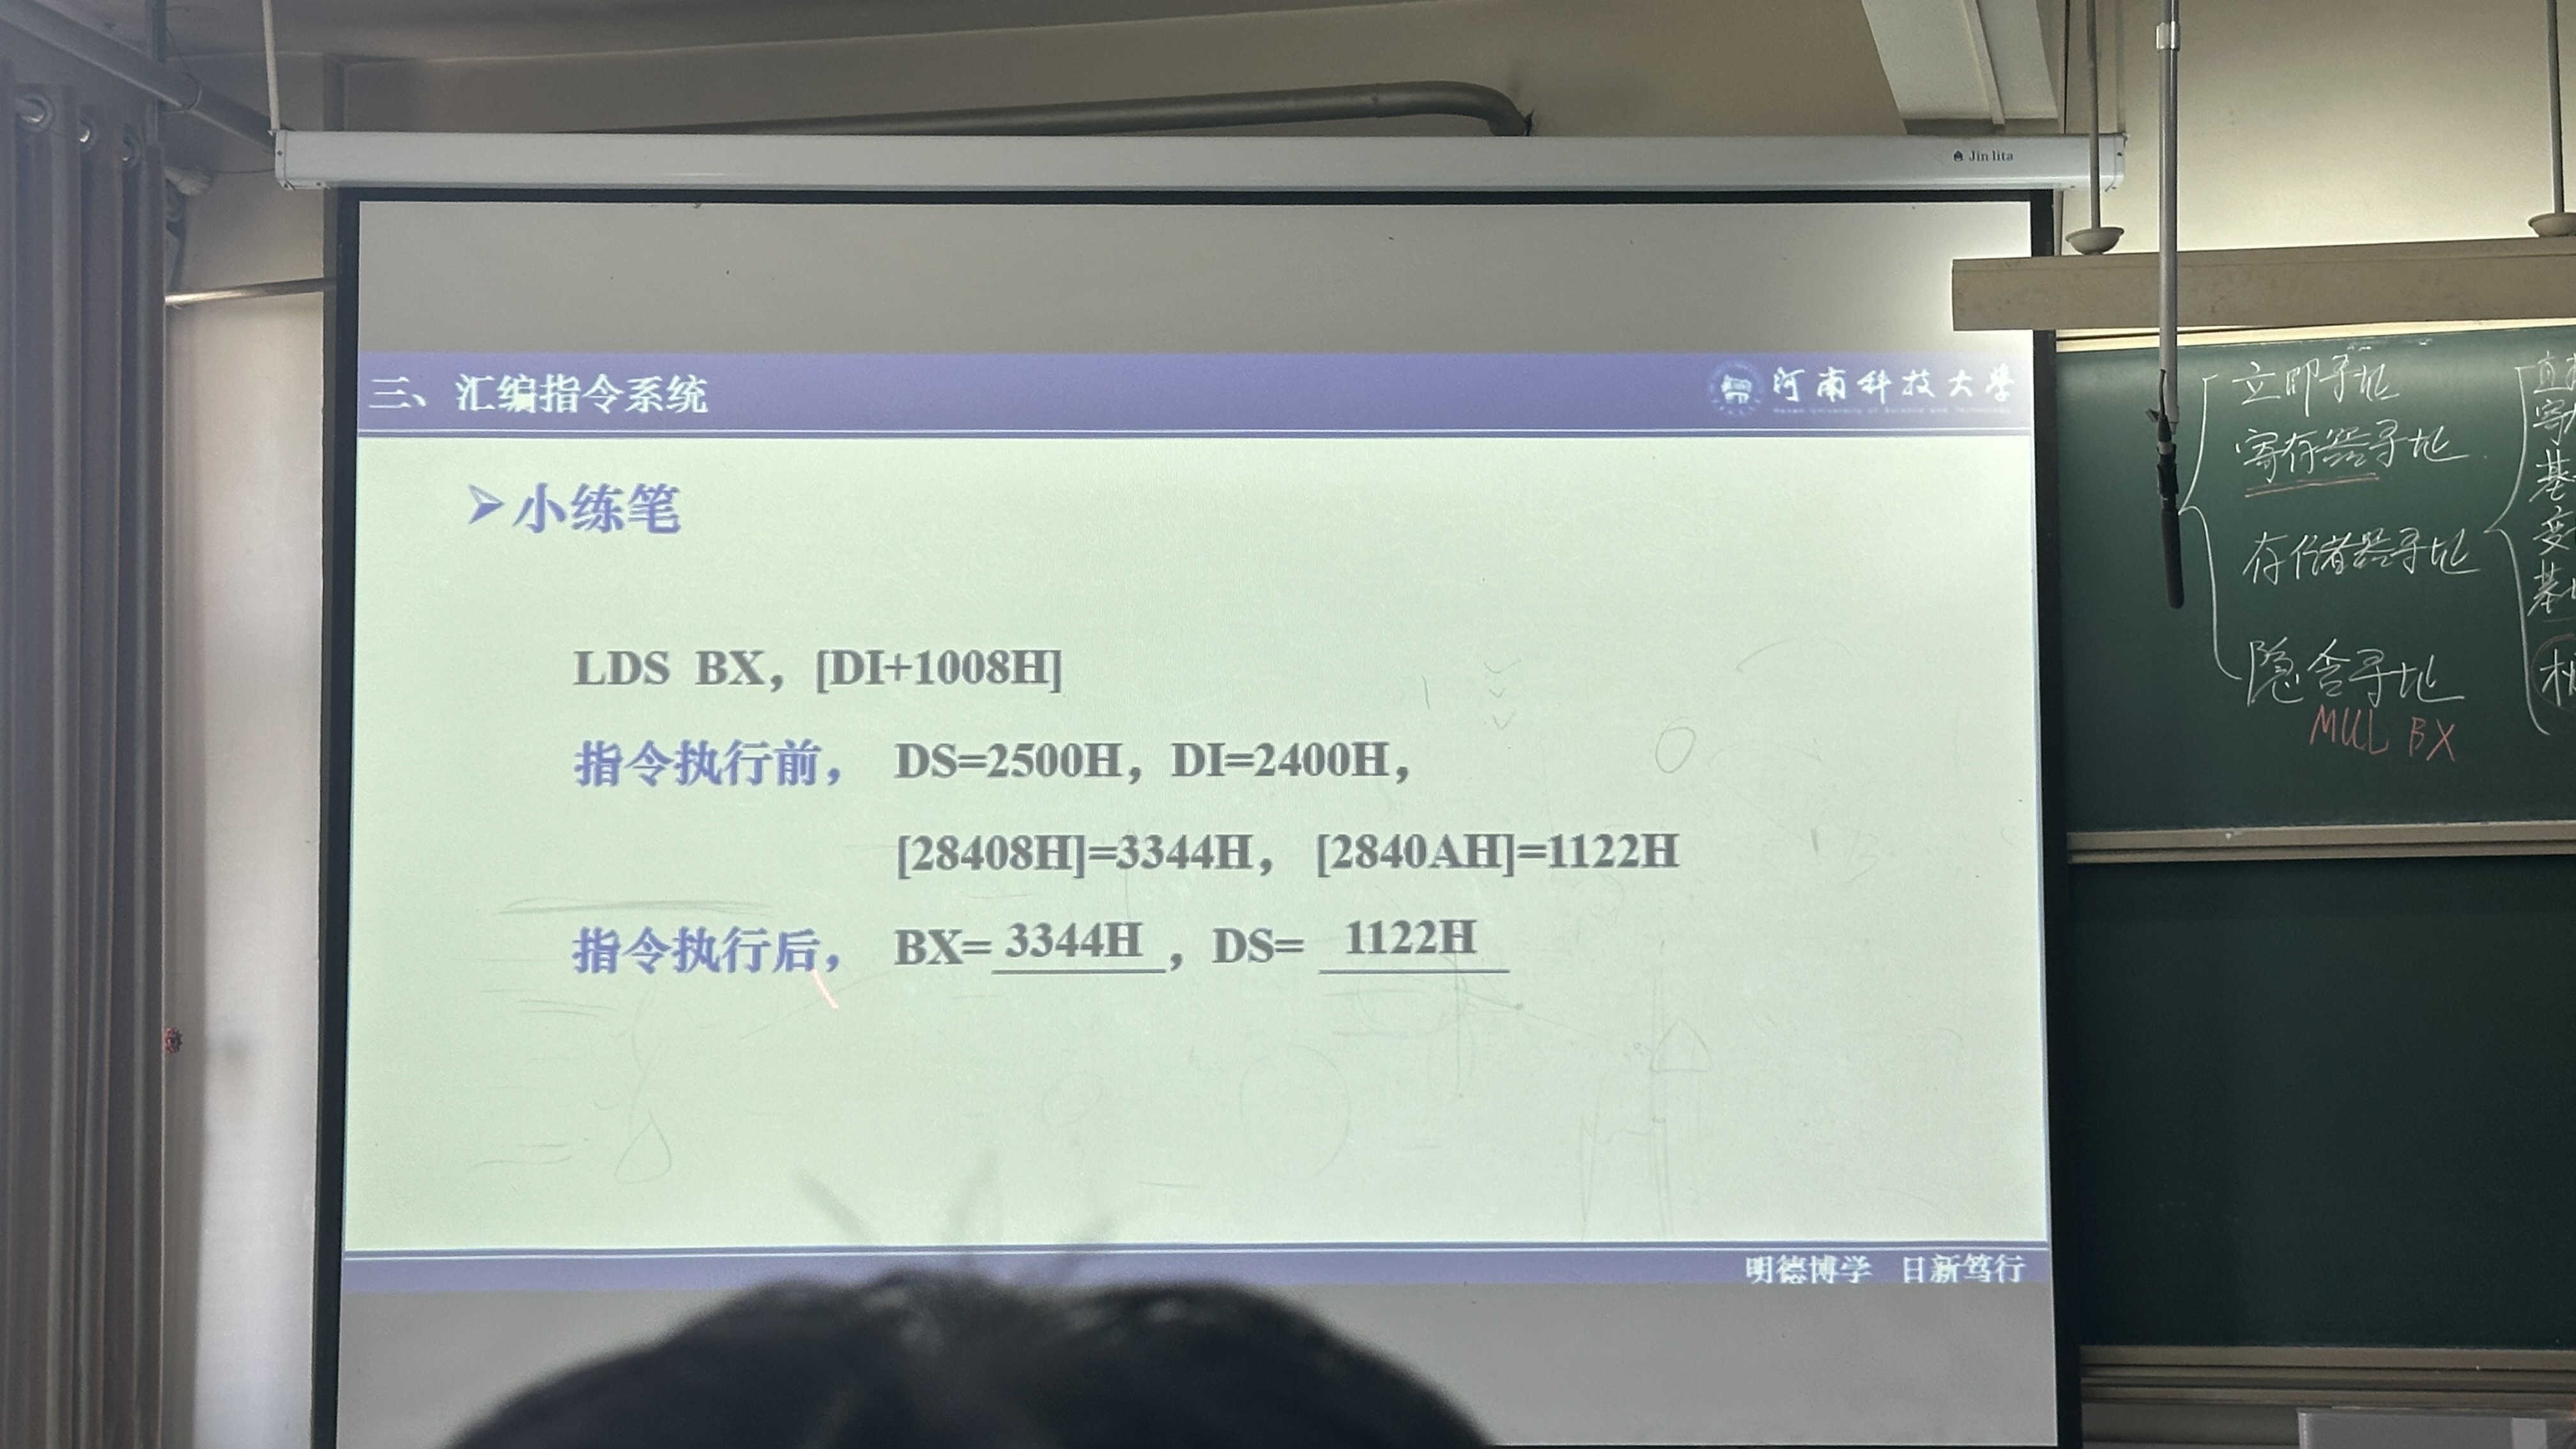 Jin lita
三、汇编指令系统
河南科技大学
➢小练笔
LDS BX，[DI+1008H]
指令执行前， DS=2500H，DI=2400H，
[28408H]=3344H， [2840AH]=1122H
指令执行后， BX= 3344H ，DS= 1122H
明德博学 日新笃行
立即寻址
寄存器寻址
存储器寻址
隐含寻址
MUL BX
基
变